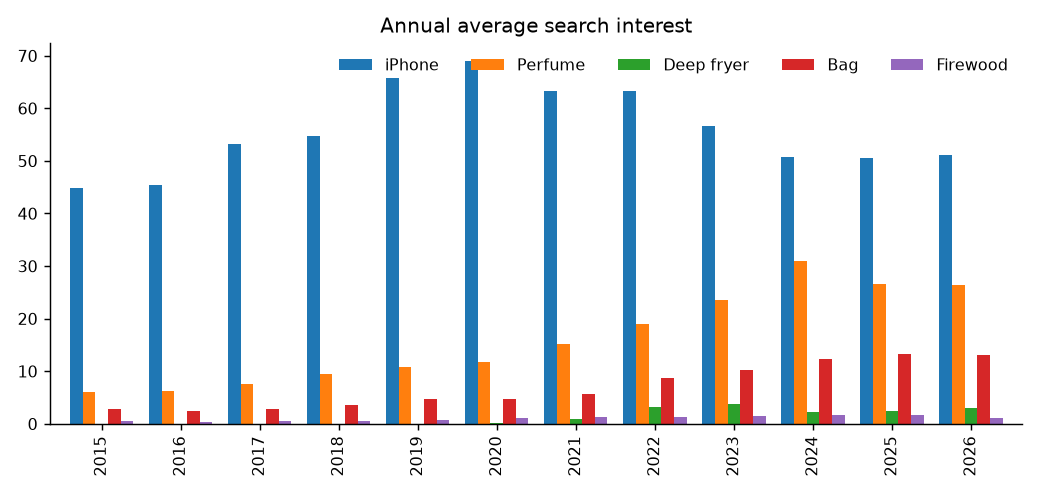 Annual average search interest
iPhone Perfume Deep fryer Bag Firewood
70
60
50
40
30
20
10
0
2015 2016 2017 2018 2019 2020 2021 2022 2023 2024 2025 2026